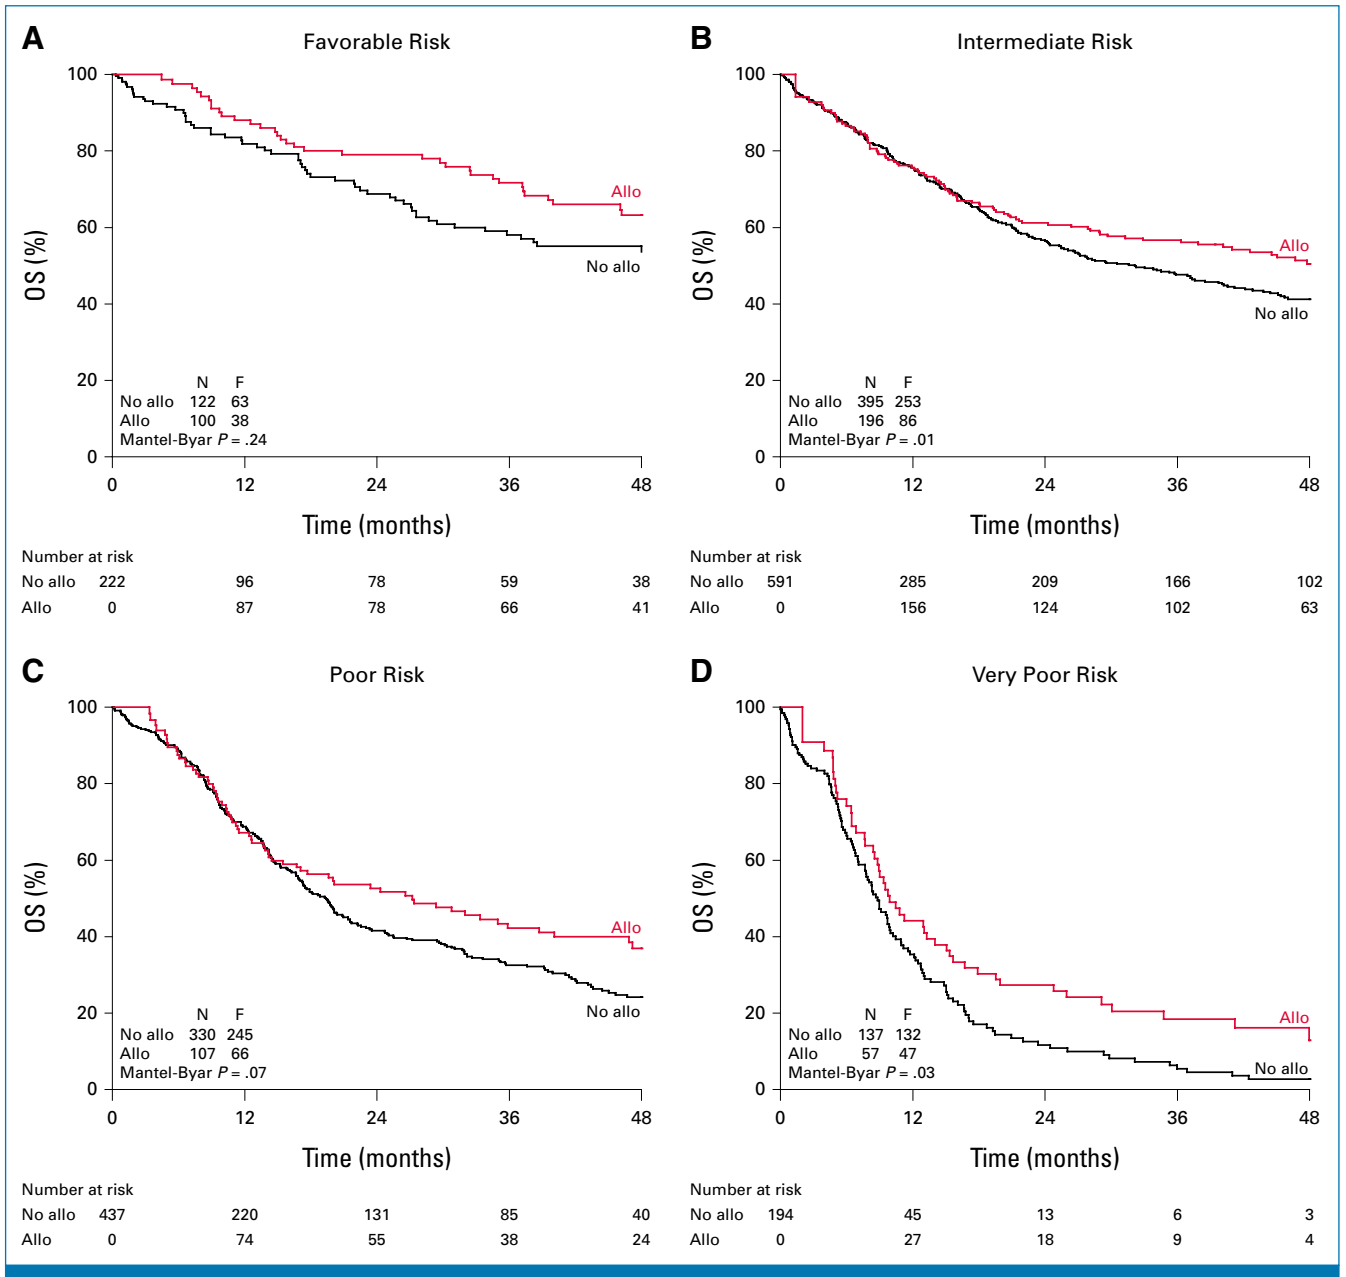 A
Favorable Risk
100
80
60
40
20
0
OS (%)
Allo
No allo
N F
No allo 122 63
Allo 100 38
Mantel-Byar P = .24
0 12 24 36 48
Time (months)
Number at risk
No allo 222 96 78 59 38
Allo 0 87 78 66 41
B
Intermediate Risk
100
80
60
40
20
0
OS (%)
Allo
No allo
N F
No allo 395 253
Allo 196 86
Mantel-Byar P = .01
0 12 24 36 48
Time (months)
Number at risk
No allo 591 285 209 166 102
Allo 0 156 124 102 63
C
Poor Risk
100
80
60
40
20
0
OS (%)
Allo
No allo
N F
No allo 330 245
Allo 107 66
Mantel-Byar P = .07
0 12 24 36 48
Time (months)
Number at risk
No allo 437 220 131 85 40
Allo 0 74 55 38 24
D
Very Poor Risk
100
80
60
40
20
0
OS (%)
Allo
No allo
N F
No allo 137 132
Allo 57 47
Mantel-Byar P = .03
0 12 24 36 48
Time (months)
Number at risk
No allo 194 45 13 6 3
Allo 0 27 18 9 4